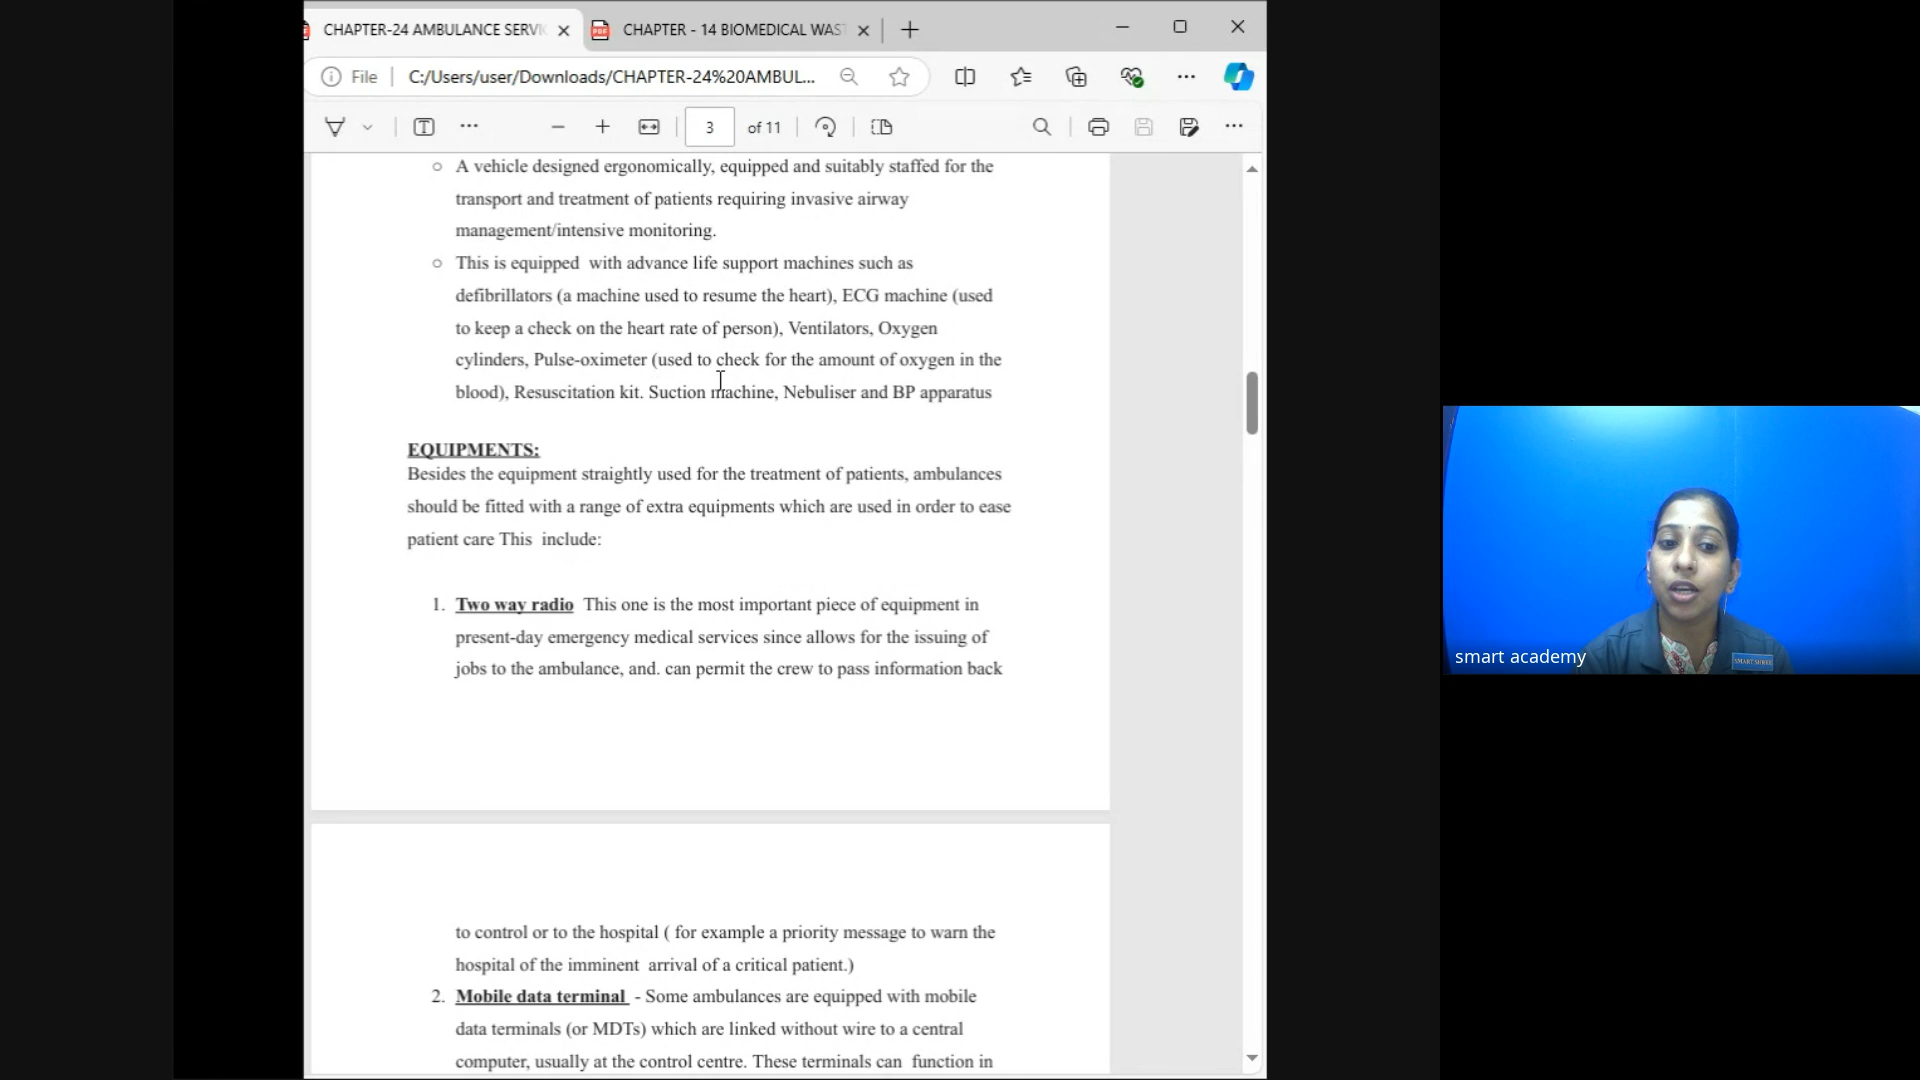 CHAPTER-24 AMBULANCE SERVI
CHAPTER - 14 BIOMEDICAL WAS
File
C:/Users/user/Downloads/CHAPTER-24%20AMBUL...
3 of 11
○ A vehicle designed ergonomically, equipped and suitably staffed for the
transport and treatment of patients requiring invasive airway
management/intensive monitoring.
○ This is equipped  with advance life support machines such as
defibrillators (a machine used to resume the heart), ECG machine (used
to keep a check on the heart rate of person), Ventilators, Oxygen
cylinders, Pulse-oximeter (used to check for the amount of oxygen in the
blood), Resuscitation kit. Suction machine, Nebuliser and BP apparatus
EQUIPMENTS:
Besides the equipment straightly used for the treatment of patients, ambulances
should be fitted with a range of extra equipments which are used in order to ease
patient care This  include:
1. Two way radio  This one is the most important piece of equipment in
present-day emergency medical services since allows for the issuing of
jobs to the ambulance, and. can permit the crew to pass information back
to control or to the hospital ( for example a priority message to warn the
hospital of the imminent  arrival of a critical patient.)
2. Mobile data terminal  - Some ambulances are equipped with mobile
data terminals (or MDTs) which are linked without wire to a central
computer, usually at the control centre. These terminals can  function in
smart academy